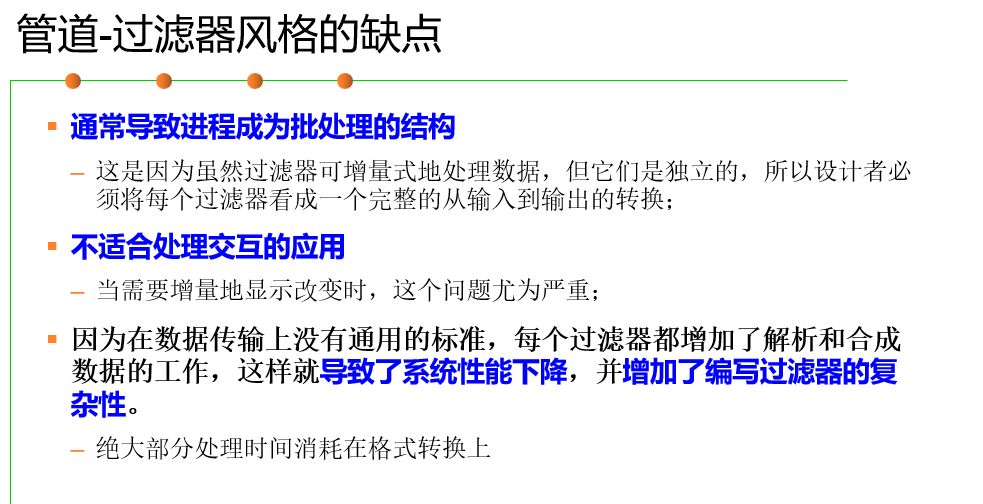 管道-过滤器风格的缺点
通常导致进程成为批处理的结构
– 这是因为虽然过滤器可增量式地处理数据，但它们是独立的，所以设计者必
须将每个过滤器看成一个完整的从输入到输出的转换；
不适合处理交互的应用
– 当需要增量地显示改变时，这个问题尤为严重；
因为在数据传输上没有通用的标准，每个过滤器都增加了解析和合成
数据的工作，这样就导致了系统性能下降，并增加了编写过滤器的复
杂性。
– 绝大部分处理时间消耗在格式转换上